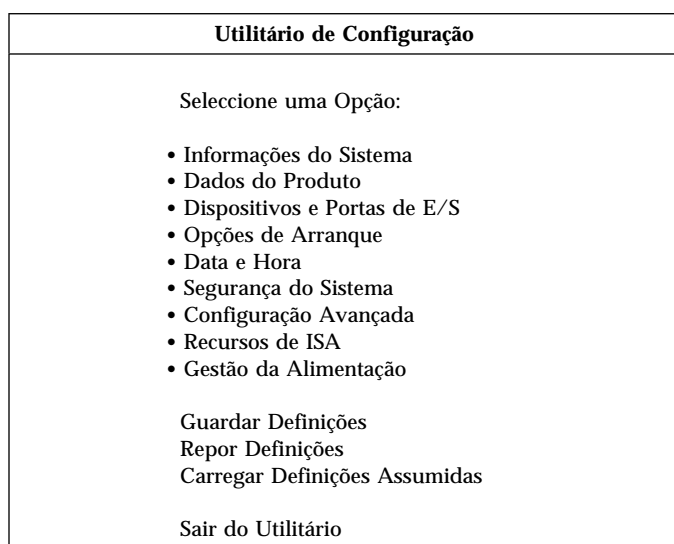 Utilitário de Configuração
Seleccione uma Opção:
• Informações do Sistema
• Dados do Produto
• Dispositivos e Portas de E/S
• Opções de Arranque
• Data e Hora
• Segurança do Sistema
• Configuração Avançada
• Recursos de ISA
• Gestão da Alimentação
Guardar Definições
Repor Definições
Carregar Definições Assumidas
Sair do Utilitário